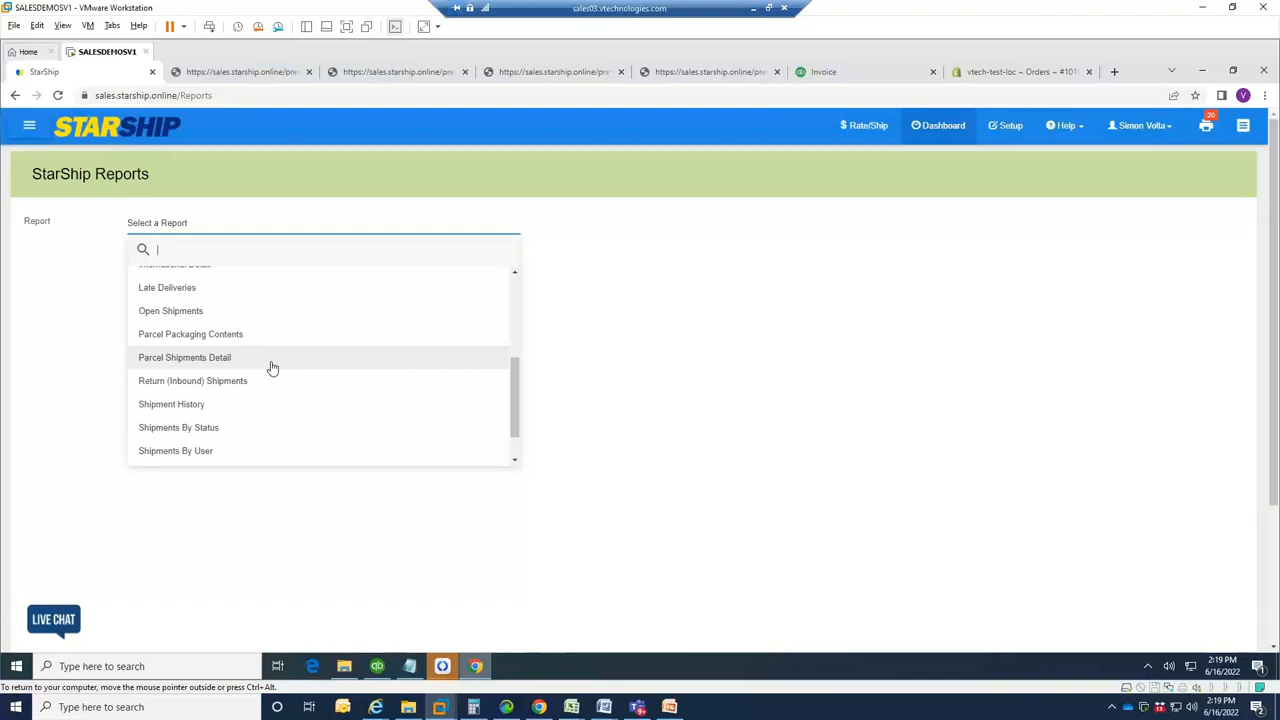 SALESDEMOSV1 - VMware Workstation
sales03.vtechnologies.com
File Edit View VM Tabs Help
Home SALESDEMOSV1
StarShip https://sales.starship.online/pre https://sales.starship.online/pre https://sales.starship.online/pre https://sales.starship.online/pre Invoice vtech-test-loc ~ Orders ~ #101
sales.starship.online/Reports V
STARSHIP $ Rate/Ship Dashboard Setup Help Simon Volta 20
StarShip Reports
Report Select a Report
International Detail
Late Deliveries
Open Shipments
Parcel Packaging Contents
Parcel Shipments Detail
Return (Inbound) Shipments
Shipment History
Shipments By Status
Shipments By User
LIVE CHAT
Type here to search 2:19 PM
6/16/2022 1
To return to your computer, move the mouse pointer outside or press Ctrl+Alt.
Type here to search 2:19 PM
6/16/2022 2